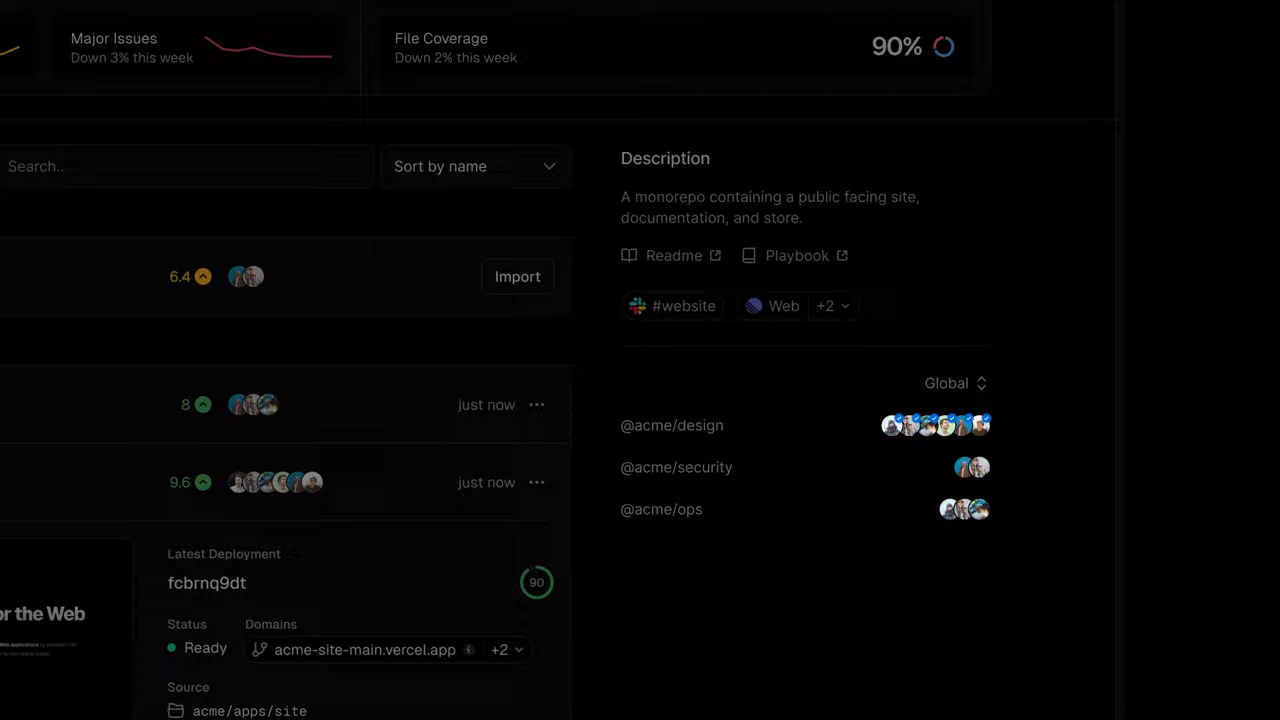 Major Issues
Down 3% this week
File Coverage
Down 2% this week
90%
Search..
Sort by name
Description
A monorepo containing a public facing site,
documentation, and store.
Readme
Playbook
#website
Web
+2
6.4
Import
Global
8
just now
@acme/design
@acme/security
9.6
just now
@acme/ops
Latest Deployment
fcbrnq9dt
90
or the Web
Status
Domains
Ready
acme-site-main.vercel.app
+2
Source
acme/apps/site